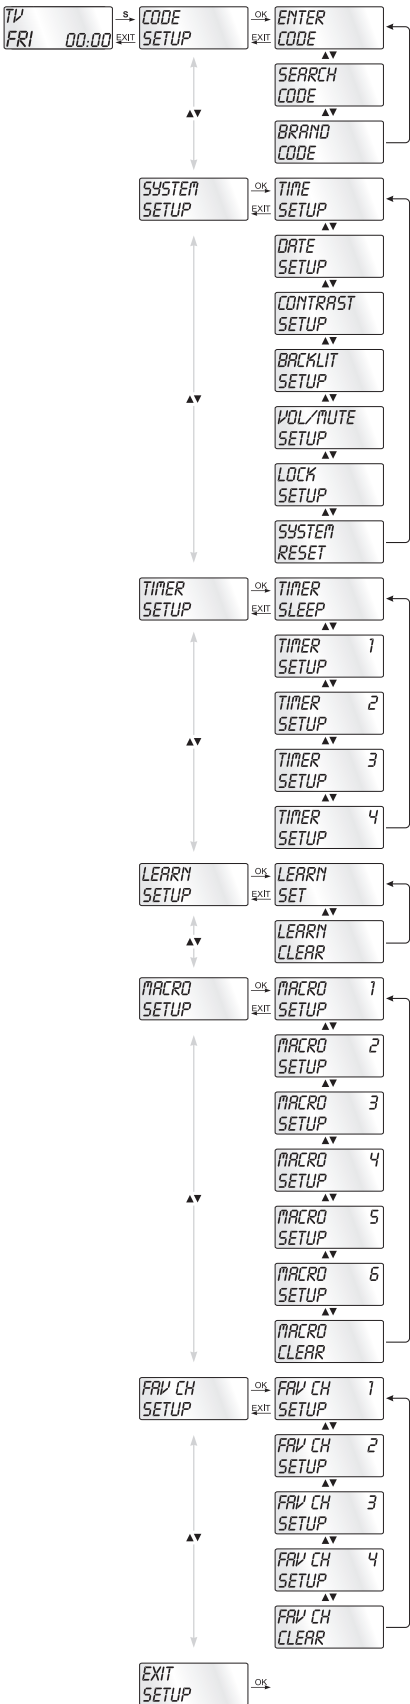 TV S CODE OK ENTER
FRI 00:00 EXIT SETUP EXIT CODE
▲▼
SEARCH
CODE
▲▼ ▲▼
BRAND
CODE
SYSTEM OK TIME
SETUP EXIT SETUP
▲▼
DATE
SETUP
▲▼
CONTRAST
SETUP
▲▼
BACKLIT
SETUP
▲▼ ▲▼
VOL/MUTE
SETUP
▲▼
LOCK
SETUP
▲▼
SYSTEM
RESET
TIMER OK TIMER
SETUP EXIT SLEEP
▲▼
TIMER 1
SETUP
▲▼
TIMER 2
SETUP
▲▼ ▲▼
TIMER 3
SETUP
▲▼
TIMER 4
SETUP
LEARN OK LEARN
SETUP EXIT SET
▲▼
LEARN
▲▼ CLEAR
MACRO OK MACRO 1
SETUP EXIT SETUP
▲▼
MACRO 2
SETUP
▲▼
MACRO 3
SETUP
▲▼
MACRO 4
SETUP
▲▼ ▲▼
MACRO 5
SETUP
▲▼
MACRO 6
SETUP
▲▼
MACRO
CLEAR
FAV CH OK FAV CH 1
SETUP EXIT SETUP
▲▼
FAV CH 2
SETUP
▲▼
FAV CH 3
SETUP
▲▼ ▲▼
FAV CH 4
SETUP
▲▼
FAV CH
CLEAR
EXIT OK
SETUP